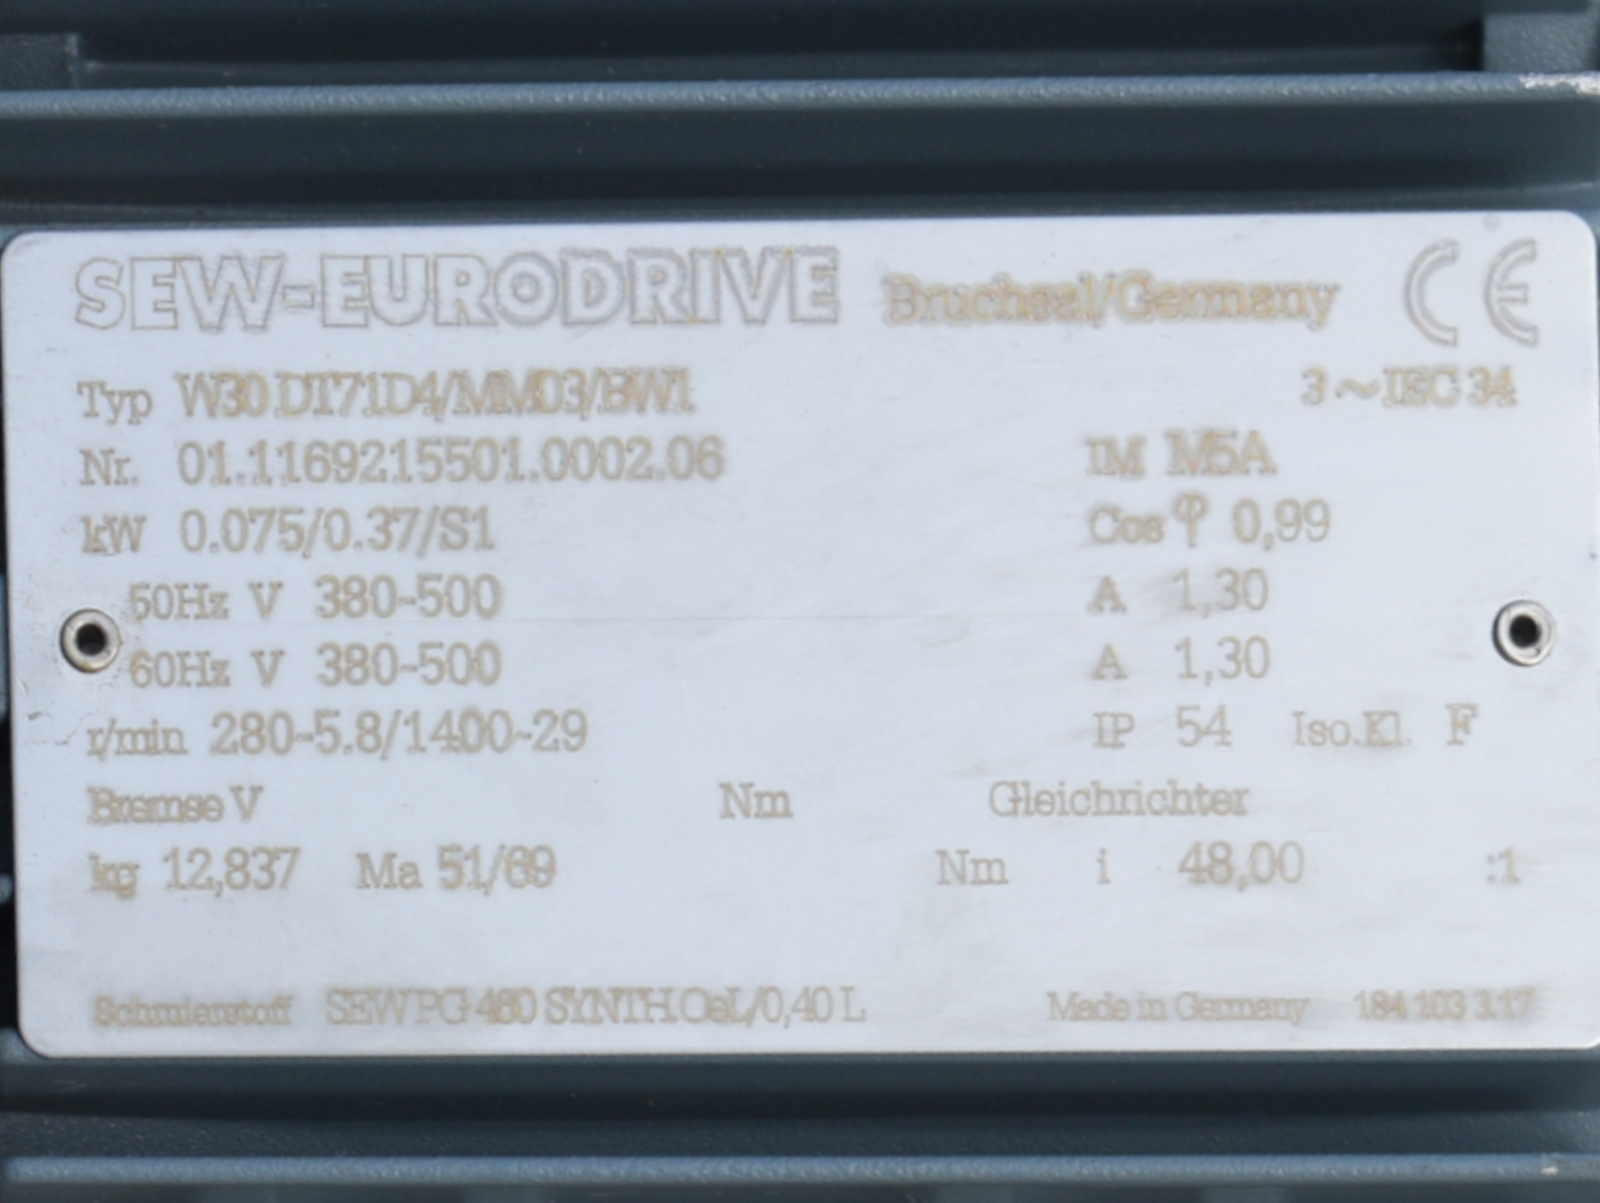 SEW-EURODRIVE Bruchsal/Germany CE
Typ W30 DT71D4/MM03/BW1 3~IEC 34
Nr. 01.1169215501.0002.06 IM M5A
kW 0.075/0.37/S1 Cos φ 0,99
50Hz V 380-500 A 1,30
60Hz V 380-500 A 1,30
r/min 280-5.8/1400-29 IP 54 Iso.Kl. F
Bremse V Nm Gleichrichter
kg 12,837 Ma 51/69 Nm i 48,00 :1
Schmierstoff SEW PG 460 SYNTH.OeL/0,40 L Made in Germany 184 103 3.17